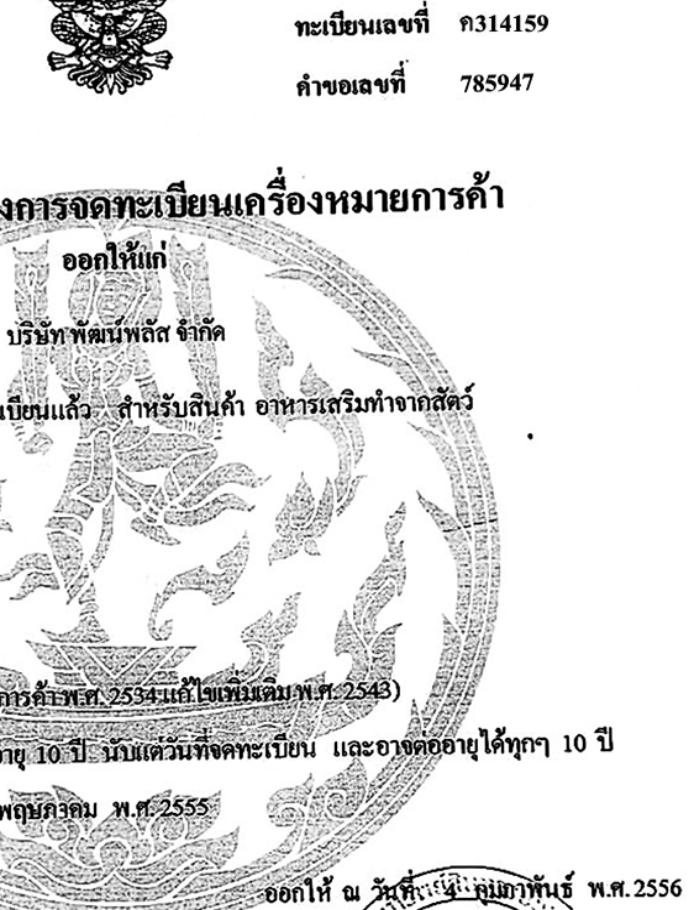 ทะเบียนเลขที่ ค314159
คำขอเลขที่ 785947
งการจดทะเบียนเครื่องหมายการค้า
ออกให้แก่
บริษัท พัฒน์พลัส จำกัด
เบียนแล้ว สำหรับสินค้า อาหารเสริมทำจากสัตว์
การค้า พ.ศ. 2534 แก้ไขเพิ่มเติม พ.ศ. 2543)
ายุ 10 ปี นับแต่วันที่จดทะเบียน และอาจต่ออายุได้ทุกๆ 10 ปี
พฤษภาคม พ.ศ. 2555
ออกให้ ณ วันที่ 4 กุมภาพันธ์ พ.ศ. 2556